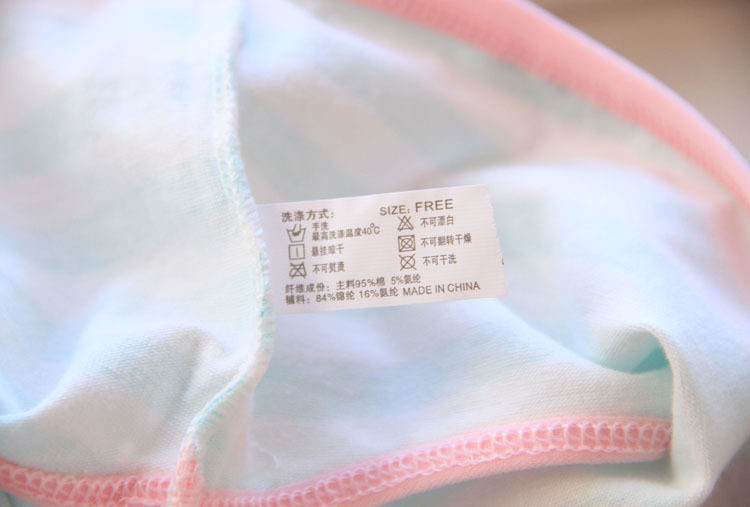 洗涤方式: SIZE: FREE
手洗
最高洗涤温度40℃
不可漂白
悬挂晾干
不可翻转干燥
不可熨烫
不可干洗
纤维成份: 主料95%棉 5%氨纶
辅料: 84%锦纶 16%氨纶 MADE IN CHINA